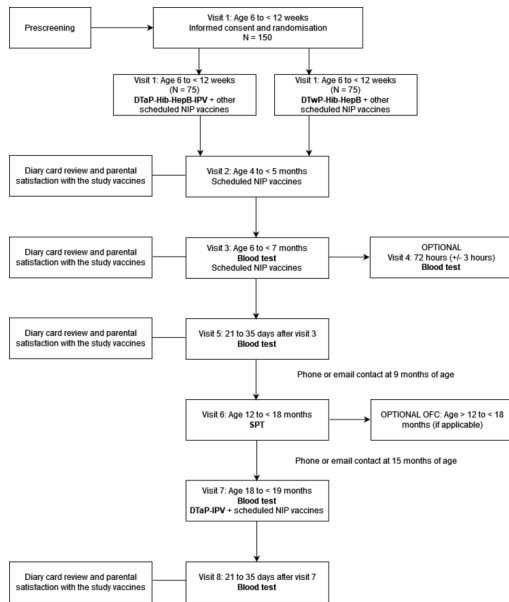 Prescreening
Visit 1: Age 6 to < 12 weeks
Informed consent and randomisation
N = 150
Visit 1: Age 6 to < 12 weeks
(N = 75)
DTaP-Hib-HepB-IPV + other
scheduled NIP vaccines
Visit 1: Age 6 to < 12 weeks
(N = 75)
DTwP-Hib-HepB + other
scheduled NIP vaccines
Diary card review and parental
satisfaction with the study vaccines
Visit 2: Age 4 to < 5 months
Scheduled NIP vaccines
Diary card review and parental
satisfaction with the study vaccines
Visit 3: Age 6 to < 7 months
Blood test
Scheduled NIP vaccines
OPTIONAL
Visit 4: 72 hours (+/- 3 hours)
Blood test
Diary card review and parental
satisfaction with the study vaccines
Visit 5: 21 to 35 days after visit 3
Blood test
Phone or email contact at 9 months of age
Visit 6: Age 12 to < 18 months
SPT
OPTIONAL OFC: Age > 12 to < 18
months (if applicable)
Phone or email contact at 15 months of age
Visit 7: Age 18 to < 19 months
Blood test
DTaP-IPV + scheduled NIP vaccines
Diary card review and parental
satisfaction with the study vaccines
Visit 8: 21 to 35 days after visit 7
Blood test